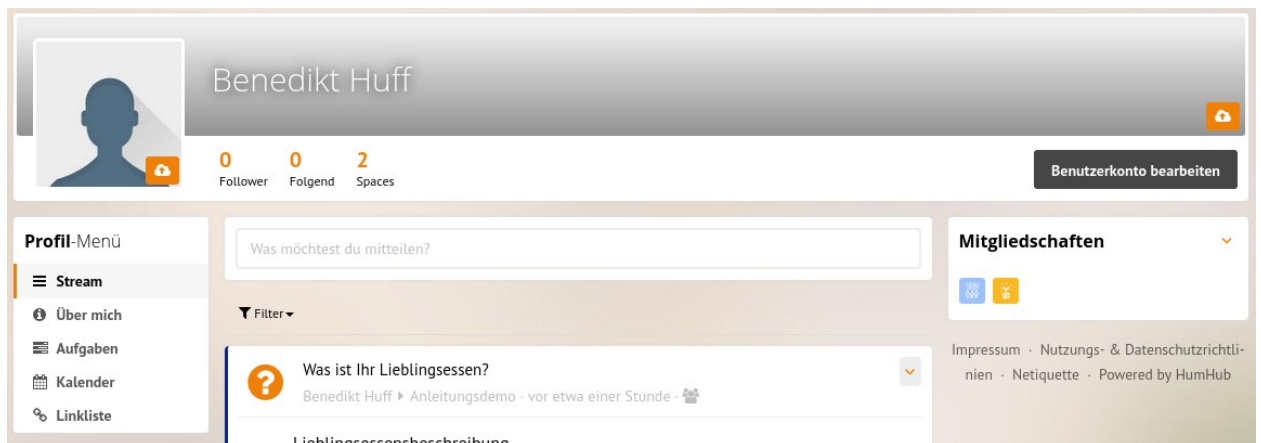 Benedikt Huff
0 0 2
Follower Folgend Spaces
Benutzerkonto bearbeiten
Profil-Menü
Stream
Über mich
Aufgaben
Kalender
Linkliste
Was möchtest du mitteilen?
Filter
Was ist Ihr Lieblingsessen?
Benedikt Huff Anleitungsdemo · vor etwa einer Stunde ·
Lieblingsessensbeschreibung
Mitgliedschaften
Impressum · Nutzungs- & Datenschutzrichtli-
nien · Netiquette · Powered by HumHub